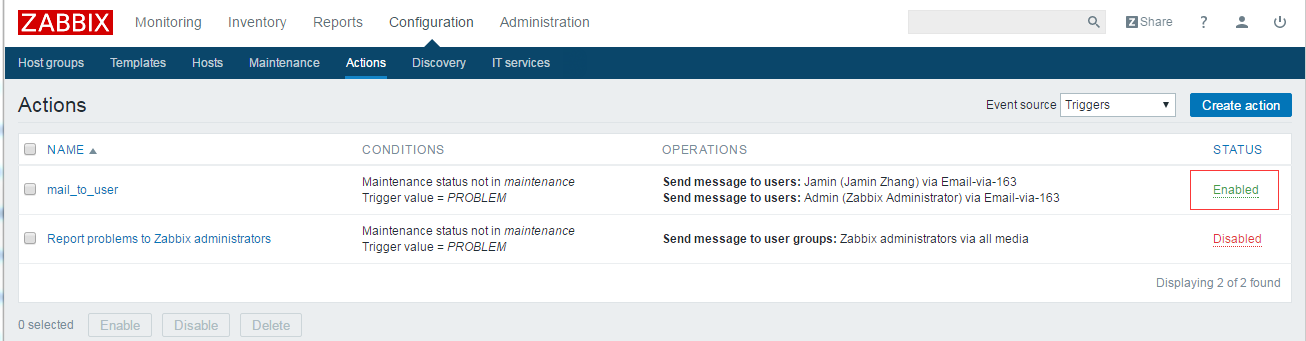 ZABBIX Monitoring Inventory Reports Configuration Administration Z Share ?
Host groups Templates Hosts Maintenance Actions Discovery IT services
Actions Event source Triggers Create action
NAME CONDITIONS OPERATIONS STATUS
mail_to_user
Maintenance status not in maintenance
Trigger value = PROBLEM
Send message to users: Jamin (Jamin Zhang) via Email-via-163
Send message to users: Admin (Zabbix Administrator) via Email-via-163
Enabled
Report problems to Zabbix administrators
Maintenance status not in maintenance
Trigger value = PROBLEM
Send message to user groups: Zabbix administrators via all media
Disabled
Displaying 2 of 2 found
0 selected Enable Disable Delete